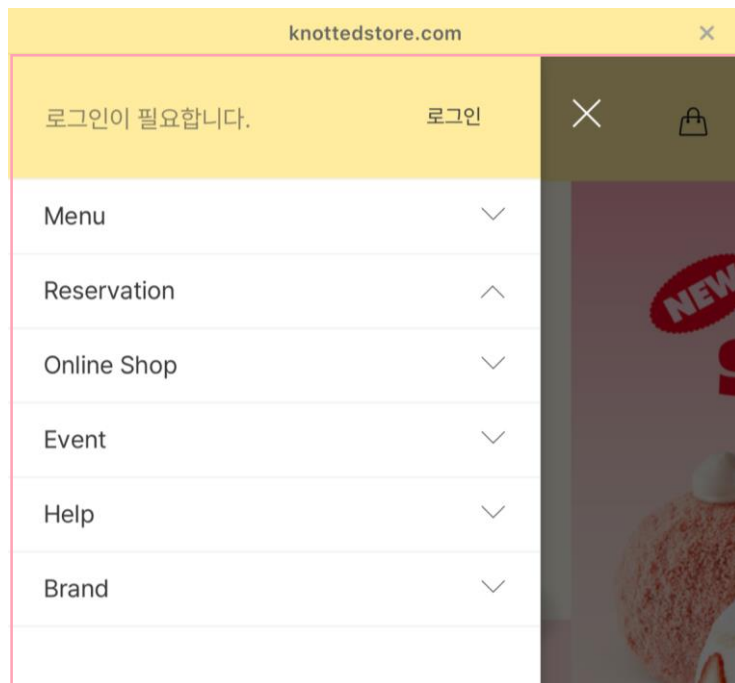 knottedstore.com
로그인이 필요합니다. 로그인
Menu
Reservation
NEW
Online Shop
Event
Help
Brand